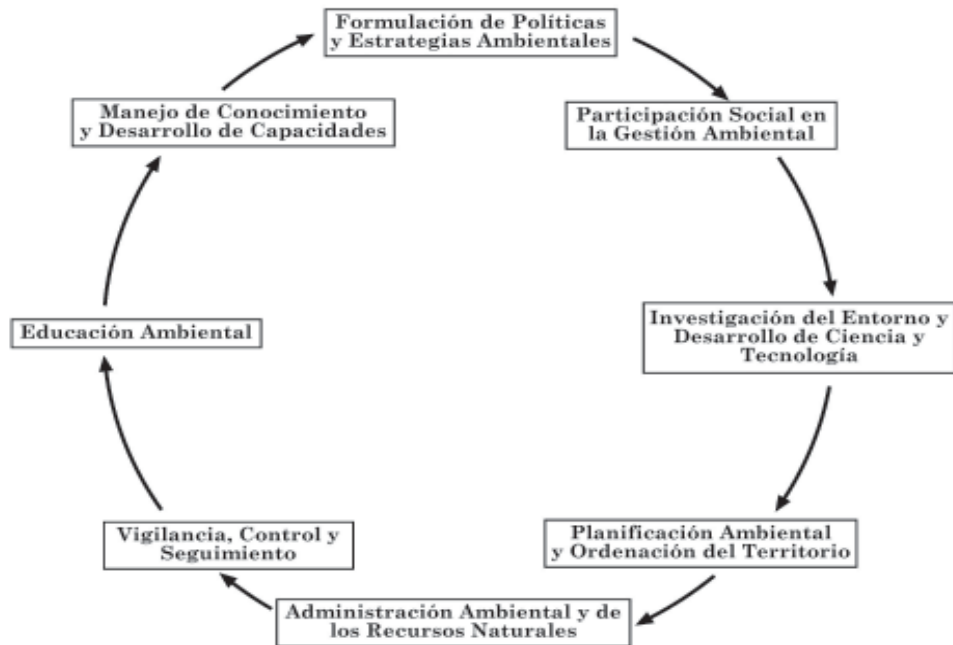 Formulación de Políticas
y Estrategias Ambientales
Participación Social en
la Gestión Ambiental
Investigación del Entorno y
Desarrollo de Ciencia y
Tecnología
Planificación Ambiental
y Ordenación del Territorio
Administración Ambiental y de
los Recursos Naturales
Vigilancia, Control y
Seguimiento
Educación Ambiental
Manejo de Conocimiento
y Desarrollo de Capacidades